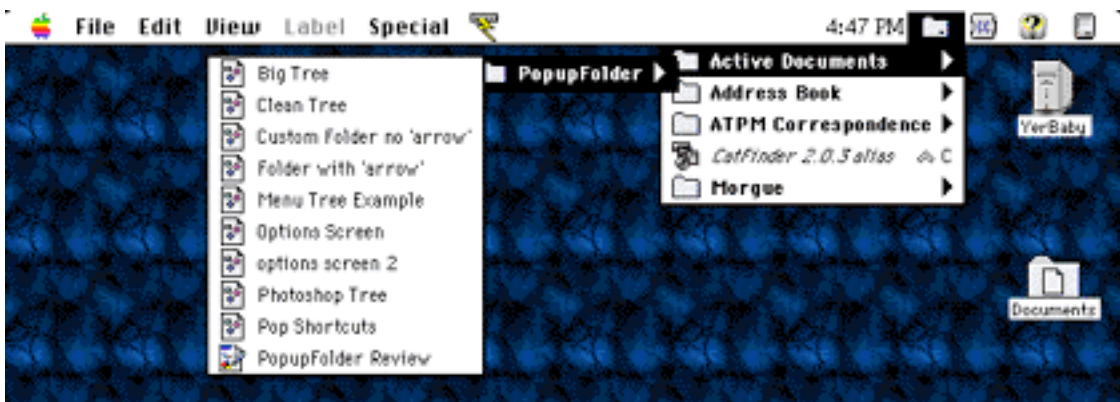 File Edit View Label Special 4:47 PM
Active Documents
Address Book
ATPM Correspondence
CatFinder 2.0.3 alias C
Morgue
PopupFolder
Big Tree
Clean Tree
Custom Folder no 'arrow'
Folder with 'arrow'
Menu Tree Example
Options Screen
options screen 2
Photoshop Tree
Pop Shortcuts
PopupFolder Review
YerBaby
Documents